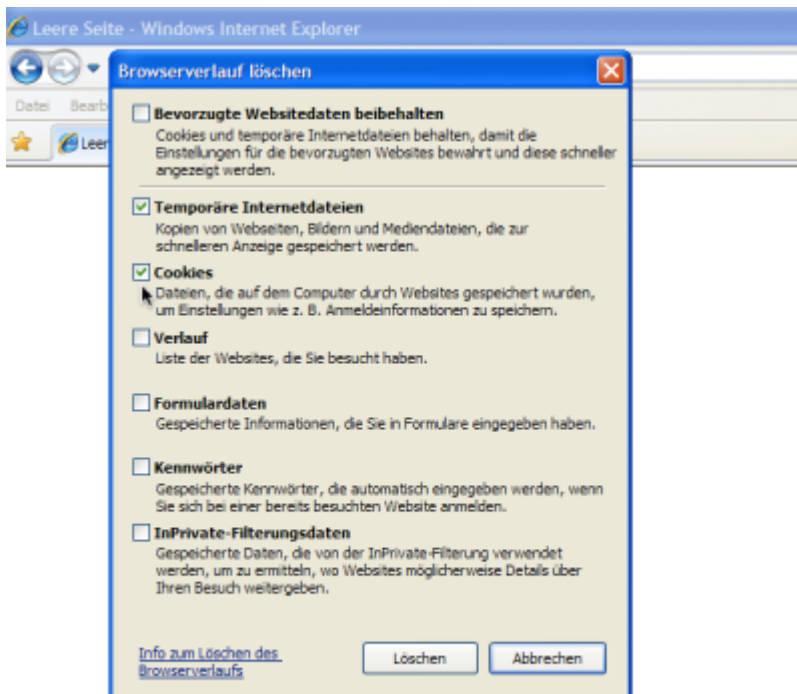 Leere Seite - Windows Internet Explorer
Browserverlauf löschen
Datei Bearb
Leer
Bevorzugte Websitedaten beibehalten
Cookies und temporäre Internetdateien behalten, damit die
Einstellungen für die bevorzugten Websites bewahrt und diese schneller
angezeigt werden.
Temporäre Internetdateien
Kopien von Webseiten, Bildern und Mediendateien, die zur
schnelleren Anzeige gespeichert werden.
Cookies
Dateien, die auf dem Computer durch Websites gespeichert wurden,
um Einstellungen wie z. B. Anmeldeinformationen zu speichern.
Verlauf
Liste der Websites, die Sie besucht haben.
Formulardaten
Gespeicherte Informationen, die Sie in Formulare eingegeben haben.
Kennwörter
Gespeicherte Kennwörter, die automatisch eingegeben werden, wenn
Sie sich bei einer bereits besuchten Website anmelden.
InPrivate-Filterungsdaten
Gespeicherte Daten, die von der InPrivate-Filterung verwendet
werden, um zu ermitteln, wo Websites möglicherweise Details über
Ihren Besuch weitergeben.
Info zum Löschen des
Browserverlaufs
Löschen
Abbrechen